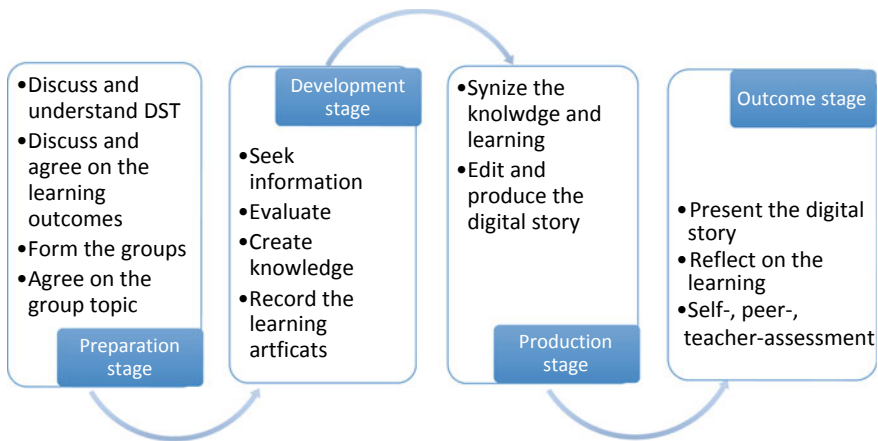 •Discuss and
understand DST
•Discuss and
agree on the
learning
outcomes
•Form the groups
•Agree on the
group topic
Preparation
stage
Development
stage
•Seek
information
•Evaluate
•Create
knowledge
•Record the
learning
artficats
•Synize the
knolwdge and
learning
•Edit and
produce the
digital story
Production
stage
Outcome stage
•Present the digital
story
•Reflect on the
learning
•Self-, peer-,
teacher-assessment